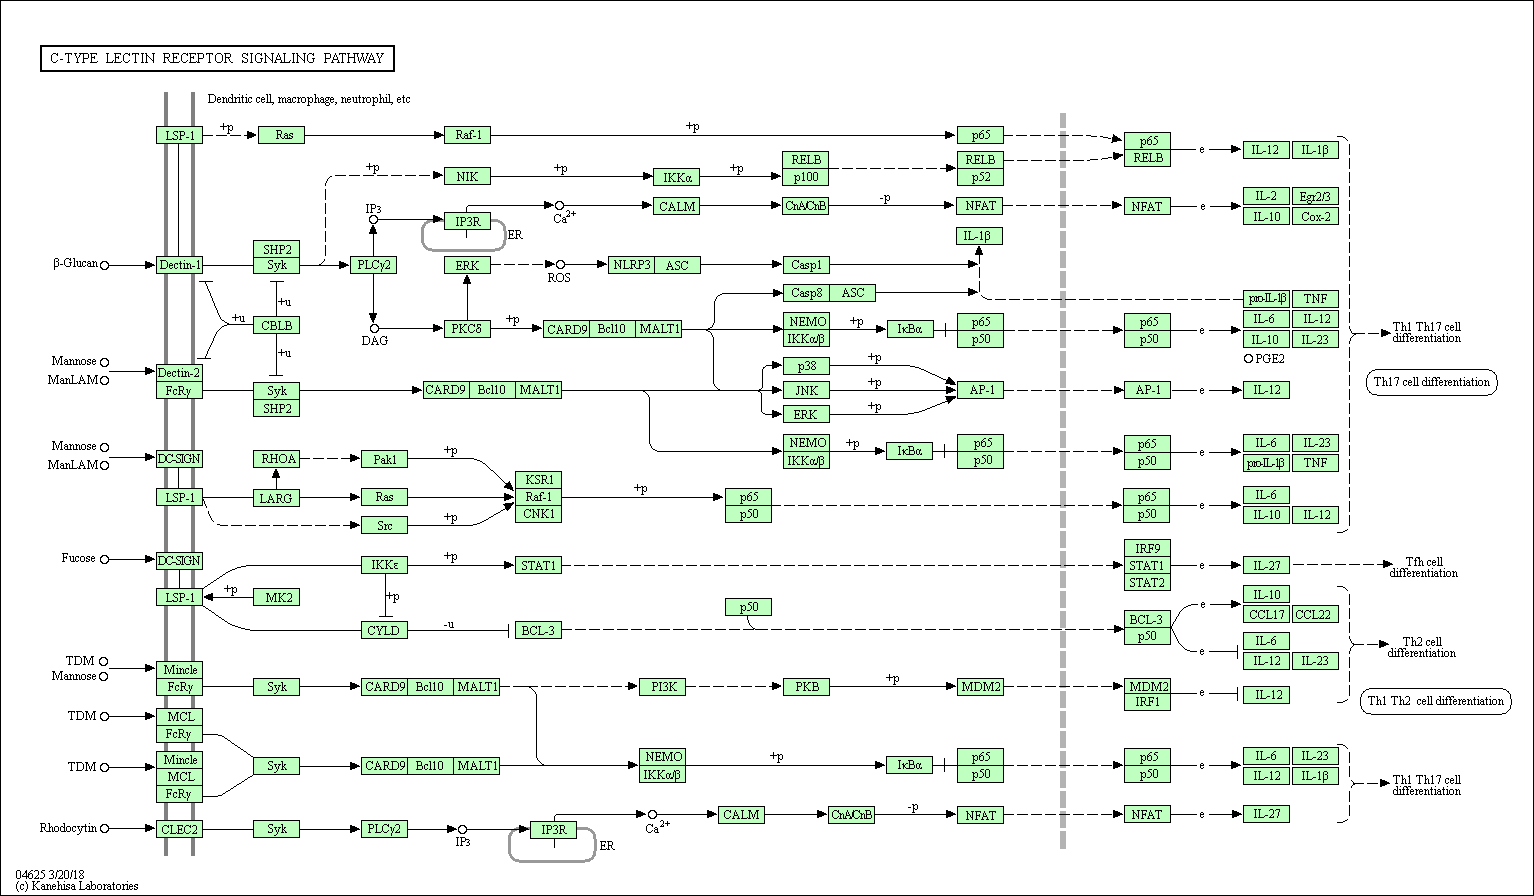 C-TYPE LECTIN RECEPTOR SIGNALING PATHWAY
Dendritic cell, macrophage, neutrophil, etc
LSP-1 +p Ras Raf-1 +p p65 p65
RELB e IL-12 IL-1β
+p NIK +p IKKα +p RELB
p100 RELB
p52
IP3 IP3R ER Ca2+ CALM CnA/CnB -p NFAT NFAT e IL-2 Egr2/3
IL-10 Cox-2
IL-1β
β-Glucan Dectin-1 SHP2
Syk PLCγ2 ERK ROS NLRP3 ASC Casp1
Casp8 ASC pro-IL-1β TNF
+u CBLB +u +u DAG PKCδ +p CARD9 Bcl10 MALT1 NEMO
IKKα/β +p IκBα p65
p50 p65
p50 e IL-6 IL-12
IL-10 IL-23
PGE2
Th1 Th17 cell
differentiation
Th17 cell differentiation
Mannose
ManLAM Dectin-2
FcRγ Syk
SHP2 CARD9 Bcl10 MALT1
p38 +p
JNK +p AP-1 AP-1 e IL-12
ERK +p
NEMO
IKKα/β +p IκBα p65
p50 p65
p50 e IL-6 IL-23
pro-IL-1β TNF
Mannose
ManLAM DC-SIGN RHOA Pak1 +p
LSP-1 LARG Ras KSR1
Raf-1
CNK1 +p p65
p50 p65
p50 e IL-6
IL-10 IL-12
Src +p
Fucose DC-SIGN IKKε +p STAT1 IRF9
STAT1
STAT2 e IL-27 Tfh cell
differentiation
LSP-1 +p MK2 +p
CYLD -u BCL-3 p50 BCL-3
p50 e IL-10
CCL17 CCL22
e IL-6
IL-12 IL-23
Th2 cell
differentiation
TDM
Mannose Mincle
FcRγ Syk CARD9 Bcl10 MALT1 PI3K PKB +p MDM2 MDM2
IRF1 e IL-12
Th1 Th2 cell differentiation
TDM MCL
FcRγ
TDM Mincle
MCL
FcRγ Syk CARD9 Bcl10 MALT1 NEMO
IKKα/β +p IκBα p65
p50 p65
p50 e IL-6 IL-23
IL-12 IL-1β
Th1 Th17 cell
differentiation
Rhodocytin CLEC2 Syk PLCγ2 IP3 IP3R ER Ca2+ CALM CnA/CnB -p NFAT NFAT e IL-27
04625 3/20/18
(c) Kanehisa Laboratories